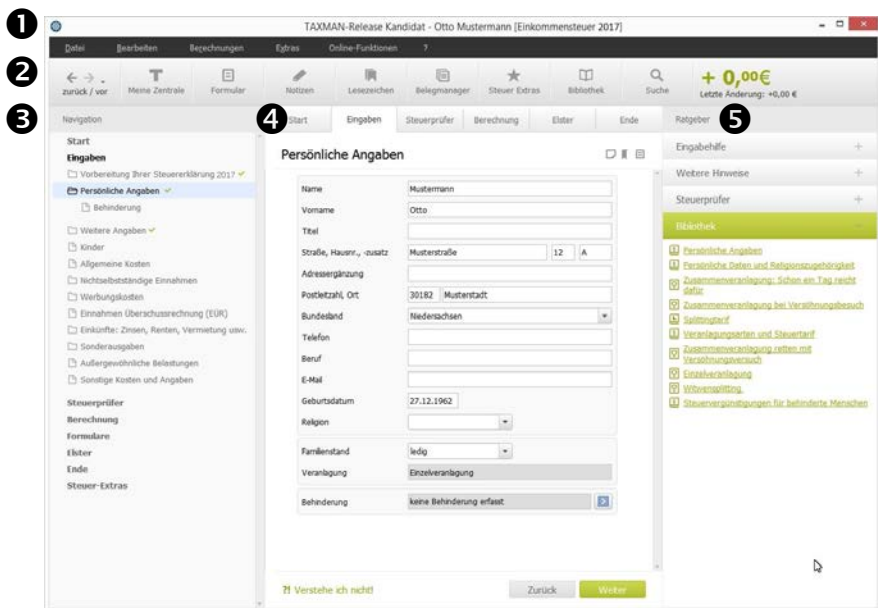 ❶ TAXMAN-Release Kandidat - Otto Mustermann [Einkommensteuer 2017]
Datei Bearbeiten Berechnungen Extras Online-Funktionen ?
❷ zurück / vor Meine Zentrale Formular Notizen Lesezeichen Belegmanager Steuer Extras Bibliothek Suche
+ 0,00€
Letzte Änderung: +0,00 €
❸ Navigation
Start
Eingaben
Vorbereitung Ihrer Steuererklärung 2017
Persönliche Angaben
Behinderung
Weitere Angaben
Kinder
Allgemeine Kosten
Nichtselbstständige Einnahmen
Werbungskosten
Einnahmen Überschussrechnung (EÜR)
Einkünfte: Zinsen, Renten, Vermietung usw.
Sonderausgaben
Außergewöhnliche Belastungen
Sonstige Kosten und Angaben
Steuerprüfer
Berechnung
Formulare
Elster
Ende
Steuer-Extras
❹ Start Eingaben Steuerprüfer Berechnung Elster Ende
Persönliche Angaben
Name Mustermann
Vorname Otto
Titel
Straße, Hausnr., -zusatz Musterstraße 12 A
Adressergänzung
Postleitzahl, Ort 30182 Musterstadt
Bundesland Niedersachsen
Telefon
Beruf
E-Mail
Geburtsdatum 27.12.1962
Religion
Familienstand ledig
Veranlagung Einzelveranlagung
Behinderung keine Behinderung erfasst
?! Verstehe ich nicht!
Zurück Weiter
Ratgeber ❺
Eingabehilfe
Weitere Hinweise
Steuerprüfer
Bibliothek
Persönliche Angaben
Persönliche Daten und Religionszugehörigkeit
Zusammenveranlagung: Schon ein Tag reicht
dafür
Zusammenveranlagung bei Versöhnungsbesuch
Splittingtarif
Veranlagungsarten und Steuertarif
Zusammenveranlagung retten mit
Versöhnungsversuch
Einzelveranlagung
Witwensplitting
Steuervergünstigungen für behinderte Menschen